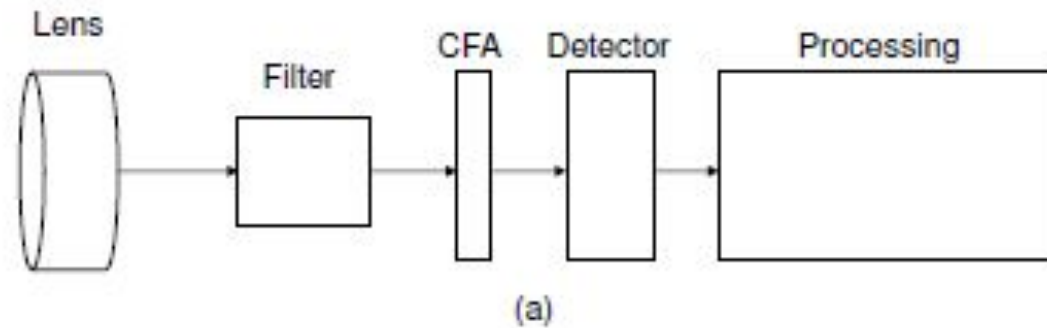 Lens
Filter
CFA
Detector
Processing
(a)